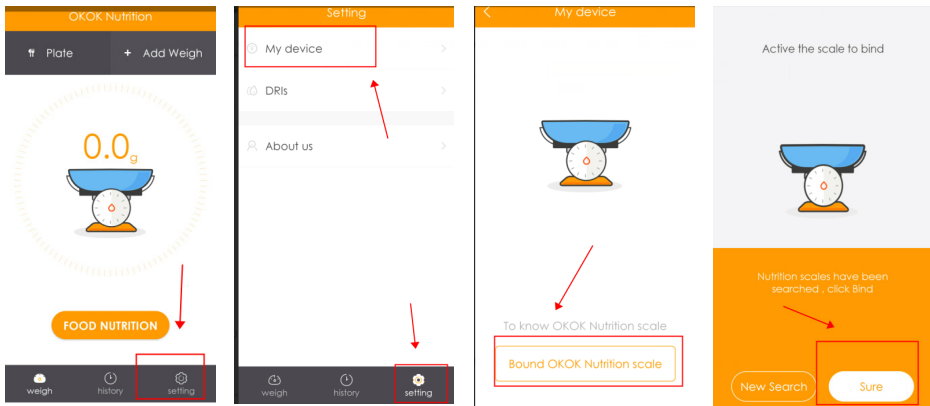 OKOK Nutrition
Plate
+ Add Weigh
0.0g
FOOD NUTRITION
weigh
history
setting
Setting
My device
DRIs
About us
weigh
history
setting
My device
To know OKOK Nutrition scale
Bound OKOK Nutrition scale
Active the scale to bind
Nutrition scales have been
searched , click Bind
New Search
Sure